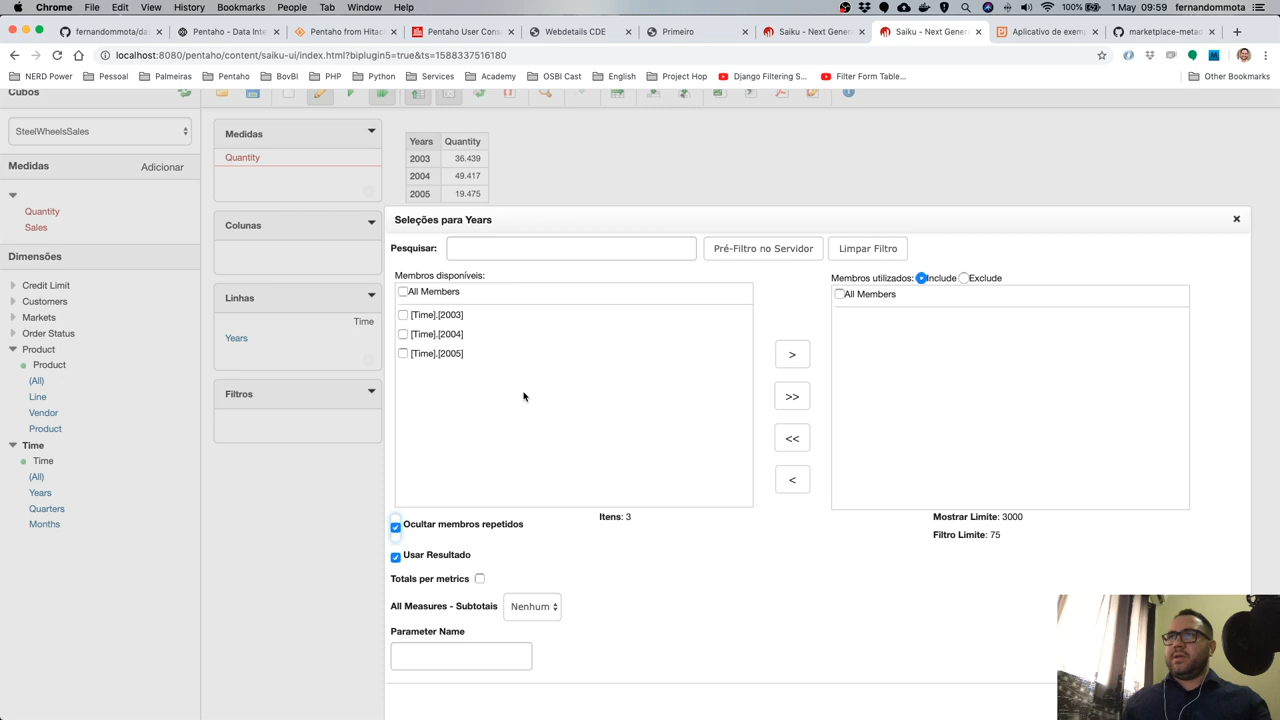 Chrome File Edit View History Bookmarks People Tab Window Help 100% 1 May 09:59 fernandommota
fernandommota/da Pentaho - Data Inte Pentaho from Hitac Pentaho User Cons Webdetails CDE Primeiro Saiku - Next Gener Saiku - Next Gener Aplicativo de exem marketplace-metac
localhost:8080/pentaho/content/saiku-ui/index.html?biplugin5=true&ts=1588337516180
NERD Power Pessoal Palmeiras Pentaho BovBI PHP Python Services Academy OSBI Cast English Project Hop Django Filtering S... Filter Form Table... Other Bookmarks
Cubos
SteelWheelsSales
Medidas Adicionar
Quantity
Sales
Dimensões
Credit Limit
Customers
Markets
Order Status
Product
Product
(All)
Line
Vendor
Product
Time
Time
(All)
Years
Quarters
Months
Medidas
Quantity
Colunas
Linhas
Time
Years
Filtros
Years Quantity
2003 36.439
2004 49.417
2005 19.475
Seleções para Years
Pesquisar: Pré-Filtro no Servidor Limpar Filtro
Membros disponíveis:
All Members
[Time].[2003]
[Time].[2004]
[Time].[2005]
>
>>
<<
<
Membros utilizados: Include Exclude
All Members
Itens: 3
Mostrar Limite: 3000
Filtro Limite: 75
Ocultar membros repetidos
Usar Resultado
Totals per metrics
All Measures - Subtotais Nenhum
Parameter Name